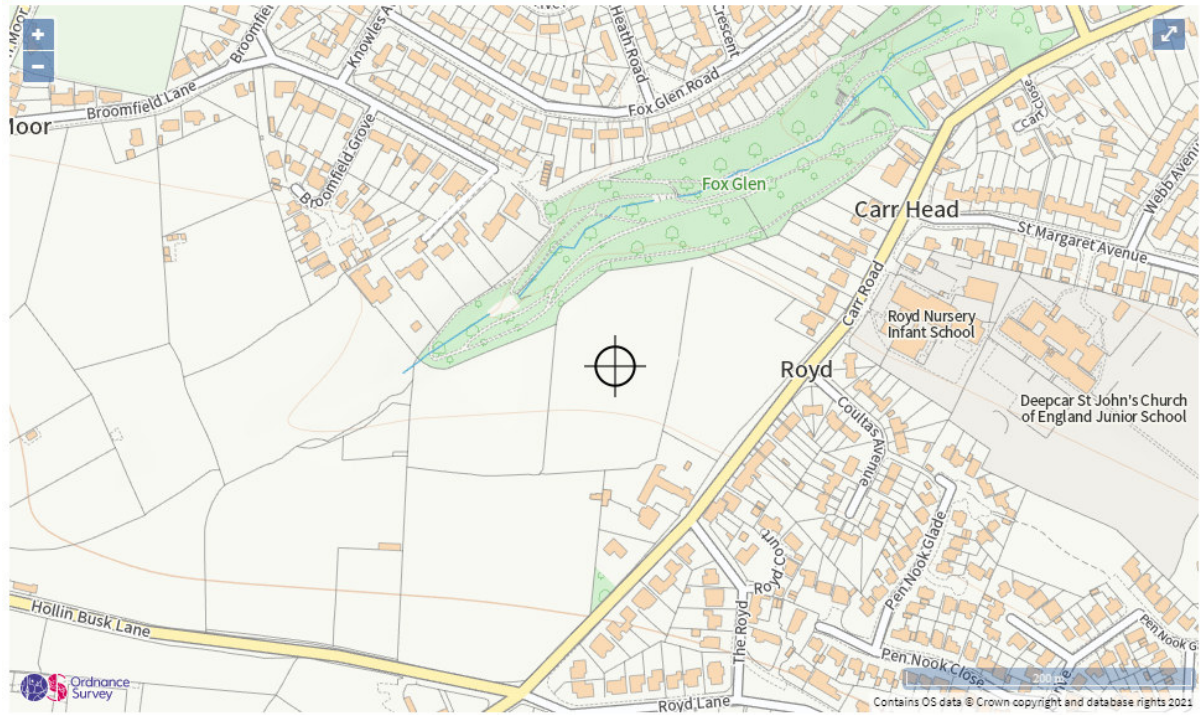 +
−
Broomfield
Knowles A
Heath Road
Crescent
Broomfield Lane
Moor
Fox Glen Road
Broomfield Grove
Fox Glen
Cart Close
Webb Avenue
Carr Head
St Margaret Avenue
Carr Road
Royd Nursery
Infant School
Royd
Deepcar St John's Church
of England Junior School
Coultas Avenue
Pen Nook Glade
Royd Court
The Royd
Hollin Busk Lane
Pen Nook G
Pen Nook Close
Royd Lane
200 m
Ordnance
Survey
Contains OS data © Crown copyright and database rights 2021